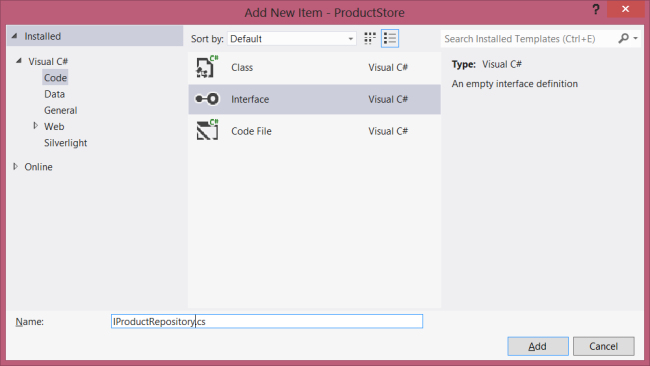 Add New Item - ProductStore
?
Installed
Sort by: Default
Search Installed Templates (Ctrl+E)
Visual C#
Code
Data
General
Web
Silverlight
Online
C#
Class Visual C#
Interface Visual C#
C#
Code File Visual C#
Type: Visual C#
An empty interface definition
Name: IProductRepository.cs
Add Cancel